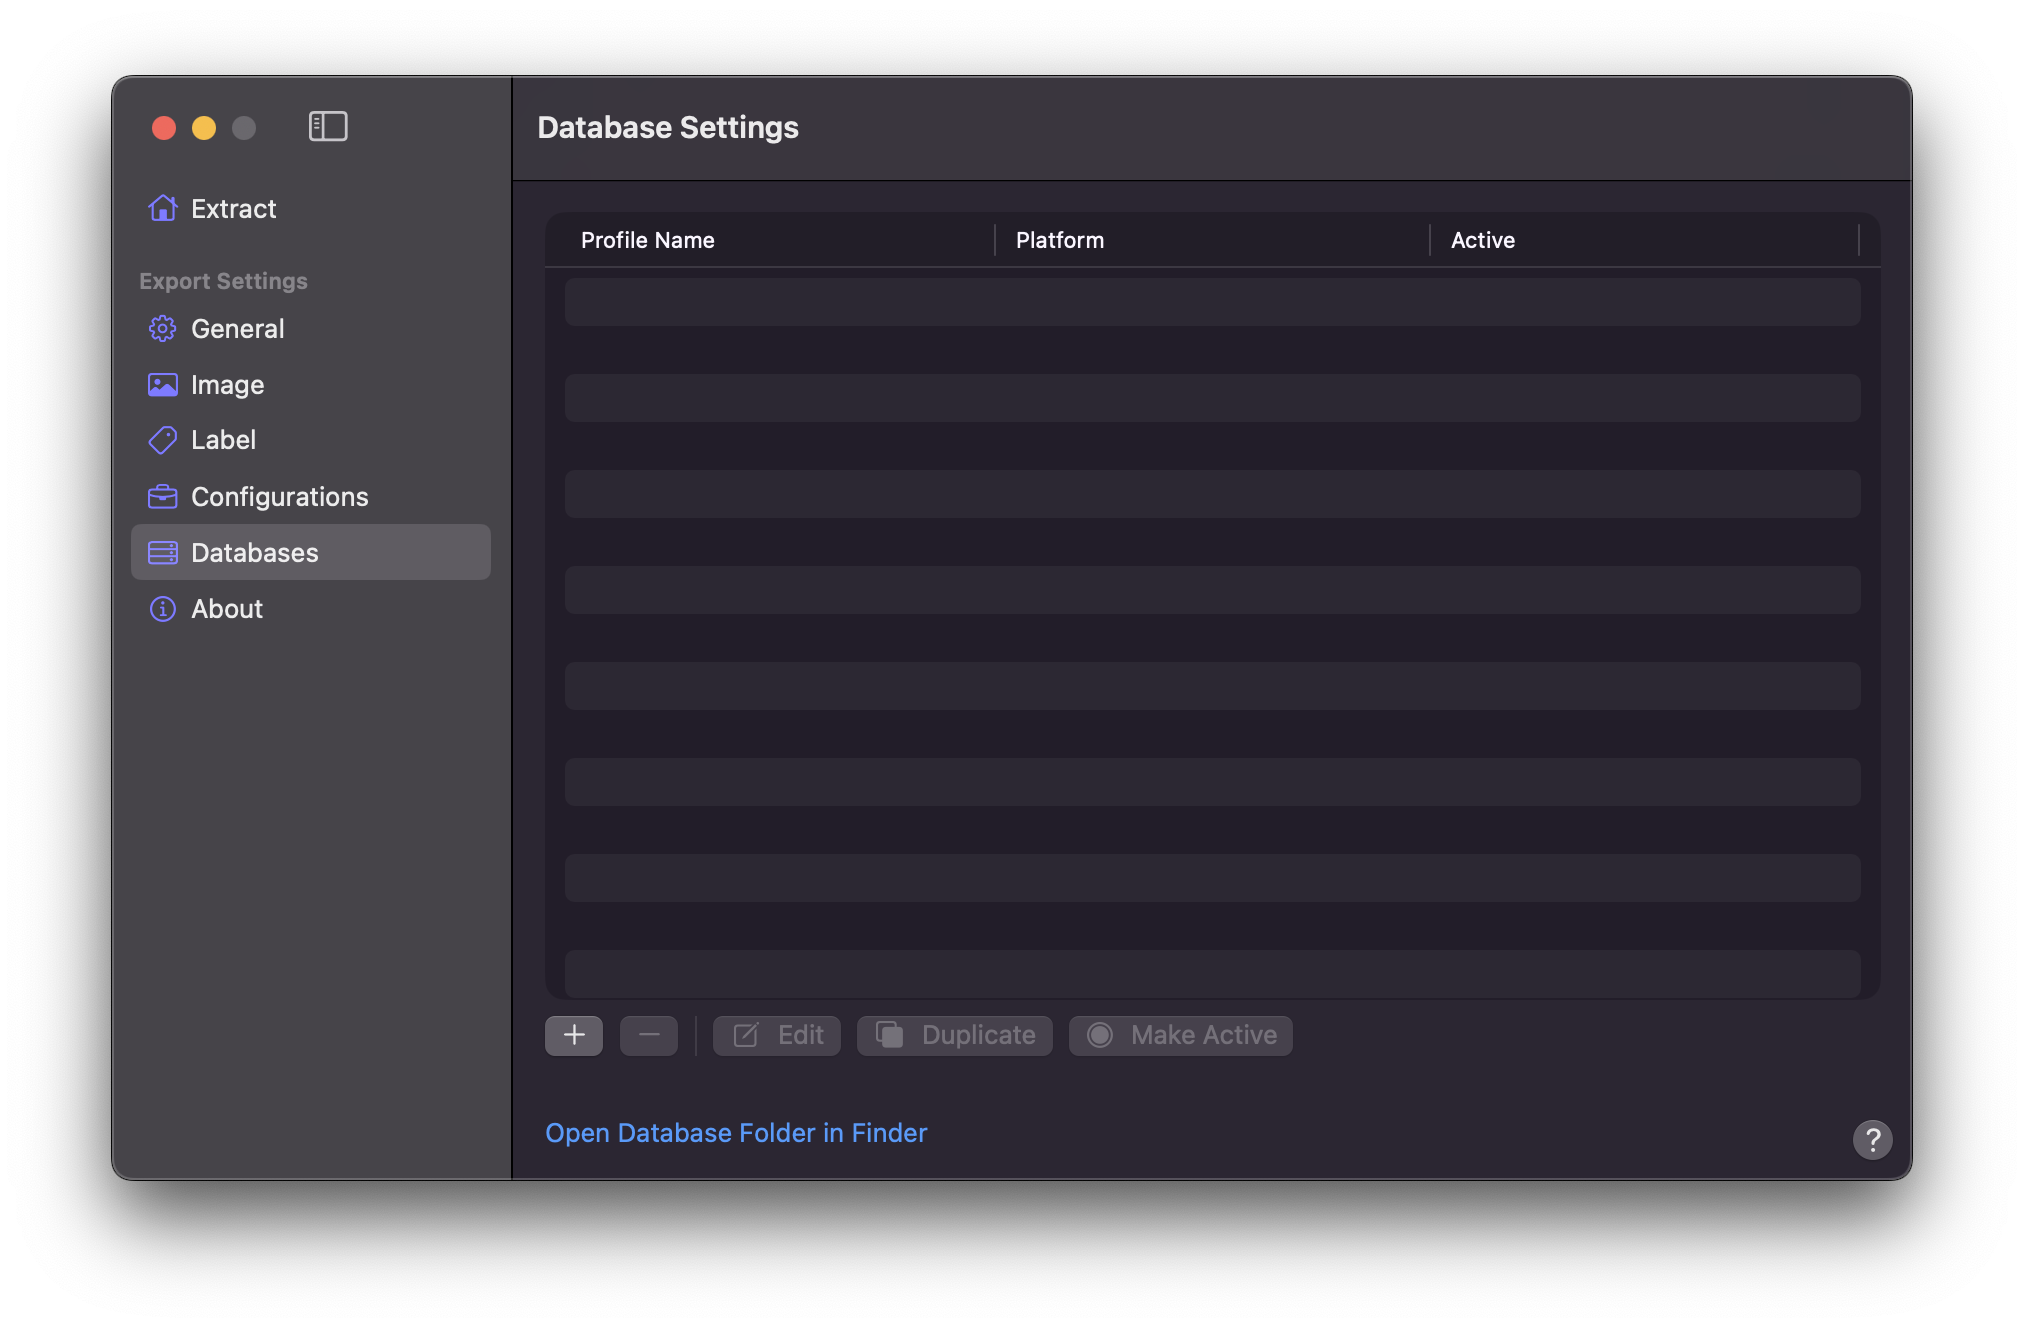 Extract
Export Settings
General
Image
Label
Configurations
Databases
About
Database Settings
Profile Name Platform Active
Edit Duplicate Make Active
Open Database Folder in Finder
?